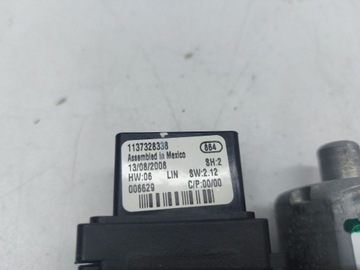 1137328338 884
Assembled in Mexico
13/08/2008 SH:2
HW:06 LIN SW:2.12
006629 C/P:00/00